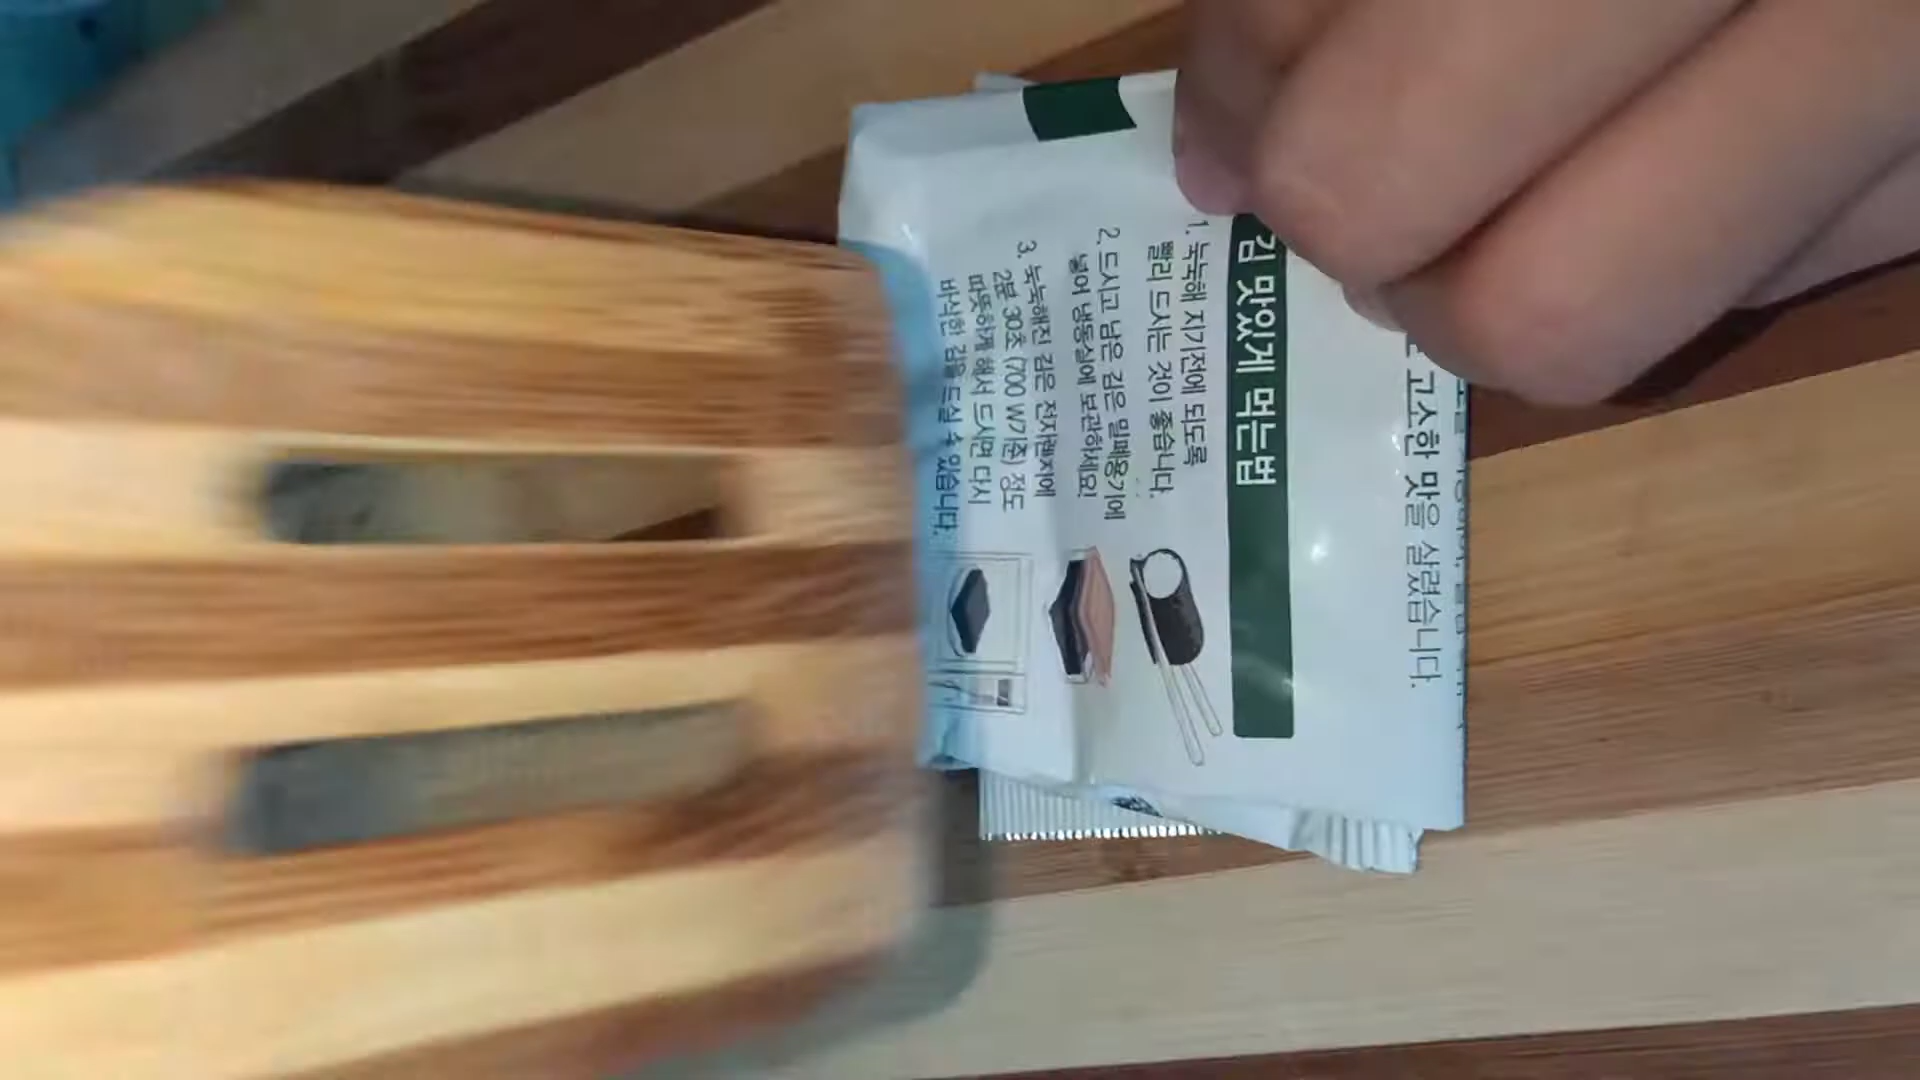 고소한 맛을 살렸습니다.
김 맛있게 먹는법
1. 눅눅해 지기전에 되도록
빨리 드시는 것이 좋습니다.
2. 드시고 남은 김은 밀폐용기에
넣어 냉동실에 보관하세요!
3. 눅눅해진 김은 전자렌지에
2분 30초 (700 W기준) 정도
따뜻하게 해서 드시면 다시
바삭한 김을 드실 수 있습니다.